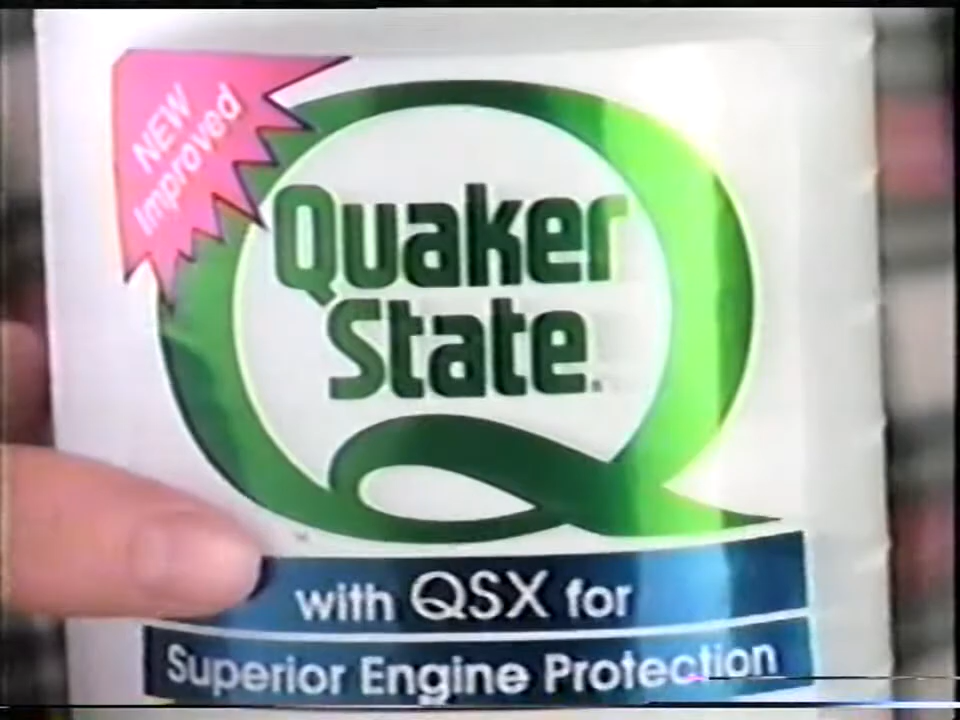 NEW
Improved
Quaker
State
with QSX for
Superior Engine Protection